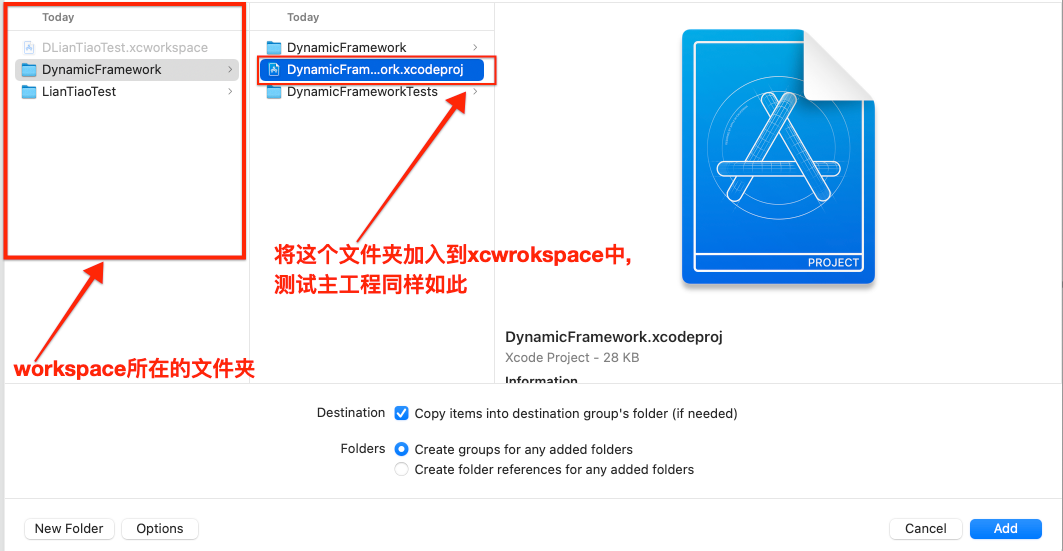 Today
Today
DLianTiaoTest.xcworkspace
DynamicFramework
LianTiaoTest
DynamicFramework
DynamicFram...ork.xcodeproj
DynamicFrameworkTests
将这个文件夹加入到xcwrokspace中,
测试主工程同样如此
workspace所在的文件夹
PROJECT
DynamicFramework.xcodeproj
Xcode Project - 28 KB
Information
Destination Copy items into destination group's folder (if needed)
Folders Create groups for any added folders
Create folder references for any added folders
New Folder Options Cancel Add